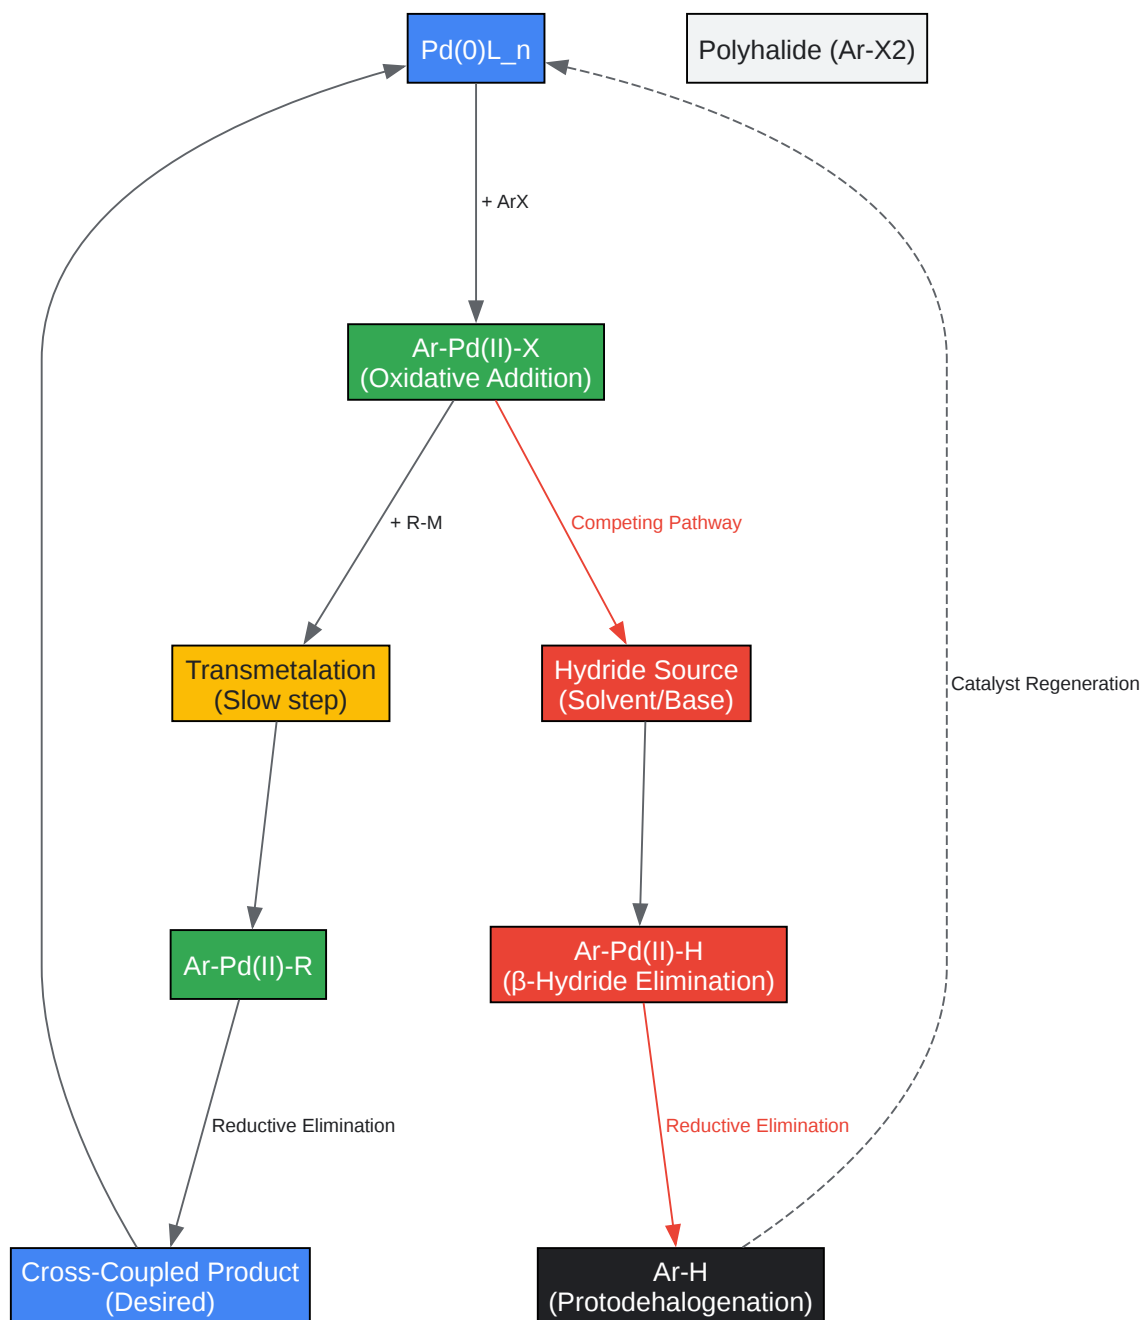 Pd(0)L_n
Polyhalide (Ar-X2)
+ ArX
Ar-Pd(II)-X
(Oxidative Addition)
+ R-M
Competing Pathway
Transmetalation
(Slow step)
Hydride Source
(Solvent/Base)
Catalyst Regeneration
Ar-Pd(II)-R
Ar-Pd(II)-H
(β-Hydride Elimination)
Reductive Elimination
Reductive Elimination
Cross-Coupled Product
(Desired)
Ar-H
(Protodehalogenation)